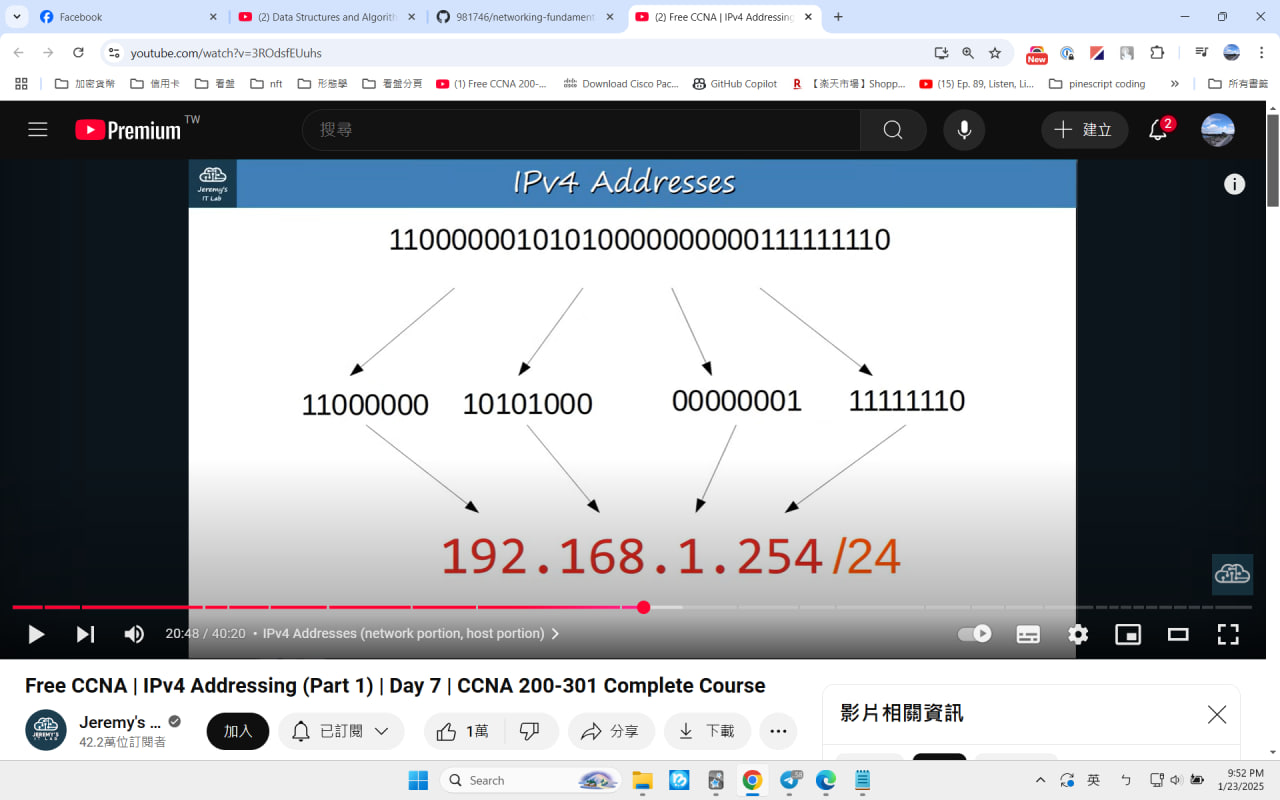 Facebook
(2) Data Structures and Algorith
981746/networking-fundament
(2) Free CCNA | IPv4 Addressing
youtube.com/watch?v=3ROdsfEUuhs
New
加密貨幣
信用卡
看盤
nft
形態學
看盤分頁
(1) Free CCNA 200-...
Download Cisco Pac...
GitHub Copilot
R
【楽天市場】Shopp...
(15) Ep. 89, Listen, Li...
pinescript coding
»
所有書籤
Premium TW
搜尋
建立
2
Jeremy's
IT Lab
IPv4 Addresses
11000000101010000000000111111110
11000000 10101000 00000001 11111110
192.168.1.254/24
20:48 / 40:20 • IPv4 Addresses (network portion, host portion)
Free CCNA | IPv4 Addressing (Part 1) | Day 7 | CCNA 200-301 Complete Course
JEREMY'S
IT LAB
Jeremy's ...
42.2萬位訂閱者
加入
已訂閱
1萬
分享
下載
影片相關資訊
Search
英
ㄅ
9:52 PM
1/23/2025